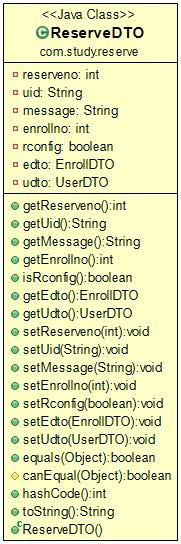 <<Java Class>>
ReserveDTO
com.study.reserve
reserveno: int
uid: String
message: String
enrollno: int
rconfig: boolean
edto: EnrollDTO
udto: UserDTO
getReserveno():int
getUid():String
getMessage():String
getEnrollno():int
isRconfig():boolean
getEdto():EnrollDTO
getUdto():UserDTO
setReserveno(int):void
setUid(String):void
setMessage(String):void
setEnrollno(int):void
setRconfig(boolean):void
setEdto(EnrollDTO):void
setUdto(UserDTO):void
equals(Object):boolean
canEqual(Object):boolean
hashCode():int
toString():String
ReserveDTO()